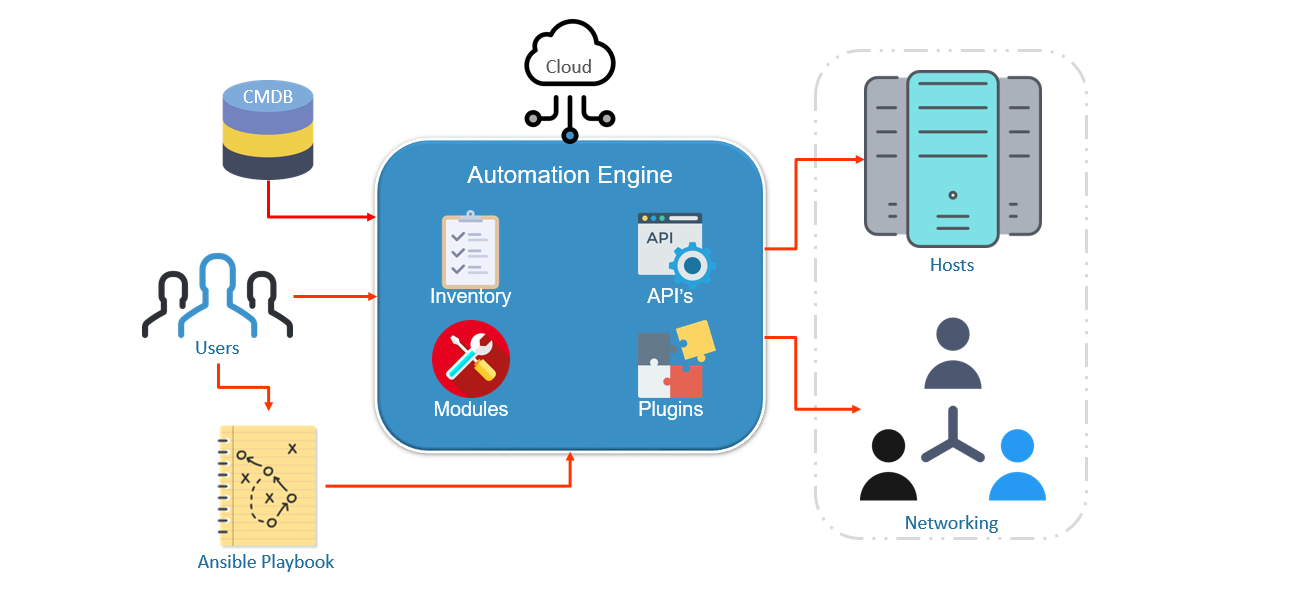 Cloud
CMDB
Automation Engine
API
Inventory
API's
Hosts
Users
Modules
Plugins
X
X
X
Networking
Ansible Playbook